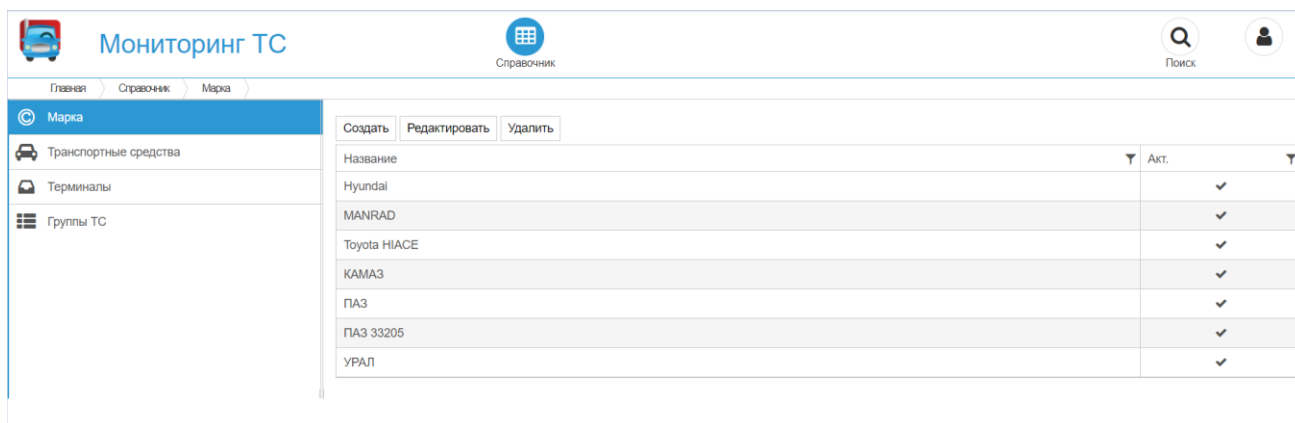 Мониторинг ТС
Справочник
Поиск
Главная Справочник Марка
Марка
Транспортные средства
Терминалы
Группы ТС
Создать Редактировать Удалить
Название Акт.
Hyundai
MANRAD
Toyota HIACE
КАМАЗ
ПАЗ
ПАЗ 33205
УРАЛ